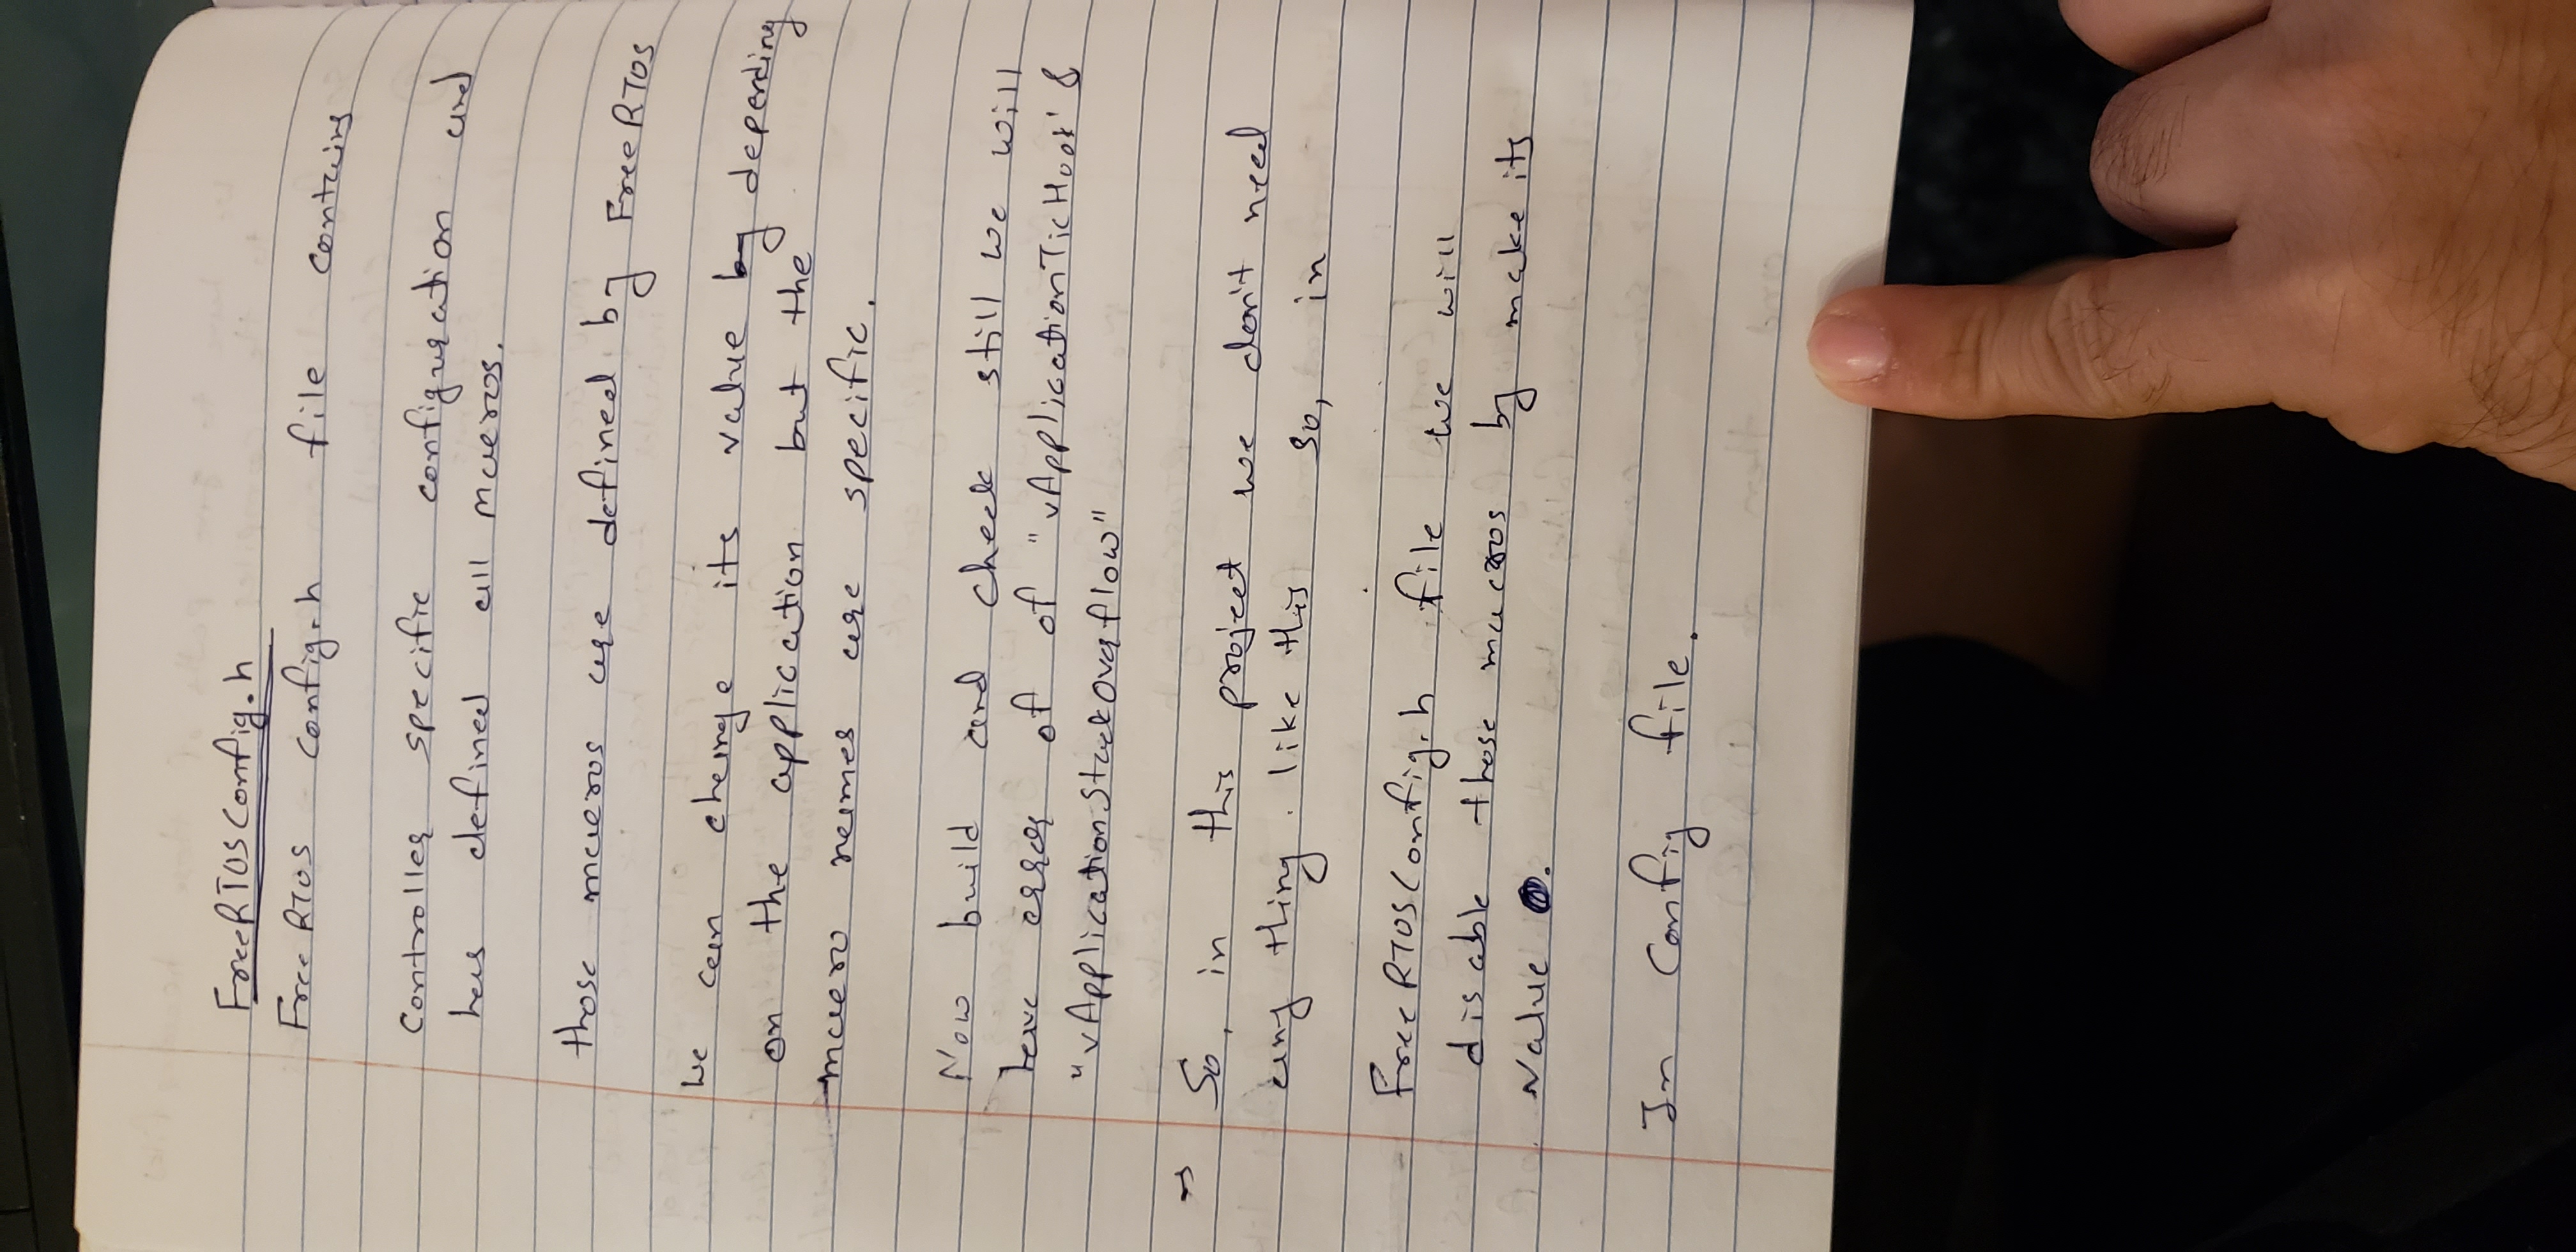 FreeRTOSConfig.h
FreeRTOS Config.h file contains
Controller specific configuration and
has defined all macros.
those macros are defined by FreeRTOS
We can change its value by depending
on the application but the
macro names are specific.
Now build and check still we will
have error of of "vApplicationTicHook' &
"vApplicationStackOverflow"
→ So, in this project we don't need
any thing. like this so, in
FreeRTOSConfig.h file we will
disable those macros by make its
Value 0.
In Config file.